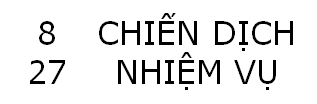 8 CHIẾN DỊCH
27 NHIỆM VỤ